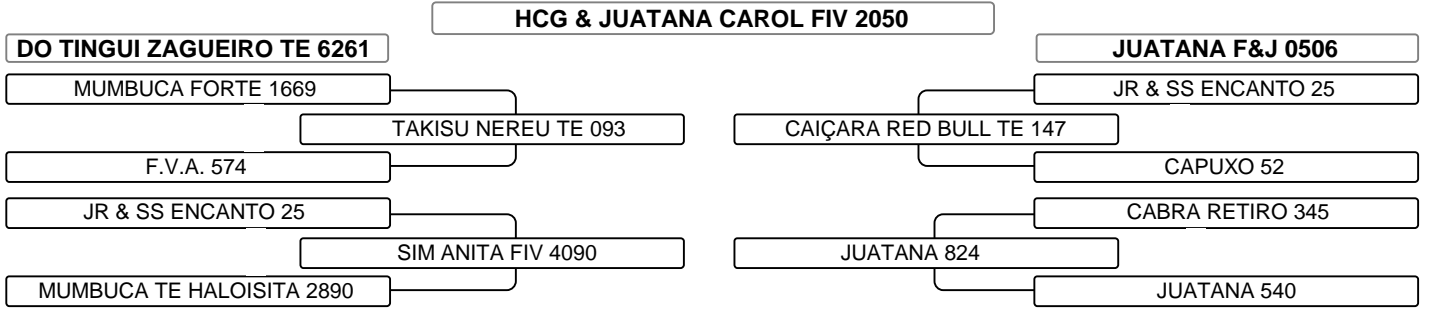 HCG & JUATANA CAROL FIV 2050
DO TINGUI ZAGUEIRO TE 6261
JUATANA F&J 0506
MUMBUCA FORTE 1669
JR & SS ENCANTO 25
TAKISU NEREU TE 093
CAIÇARA RED BULL TE 147
F.V.A. 574
CAPUXO 52
JR & SS ENCANTO 25
CABRA RETIRO 345
SIM ANITA FIV 4090
JUATANA 824
MUMBUCA TE HALOISITA 2890
JUATANA 540